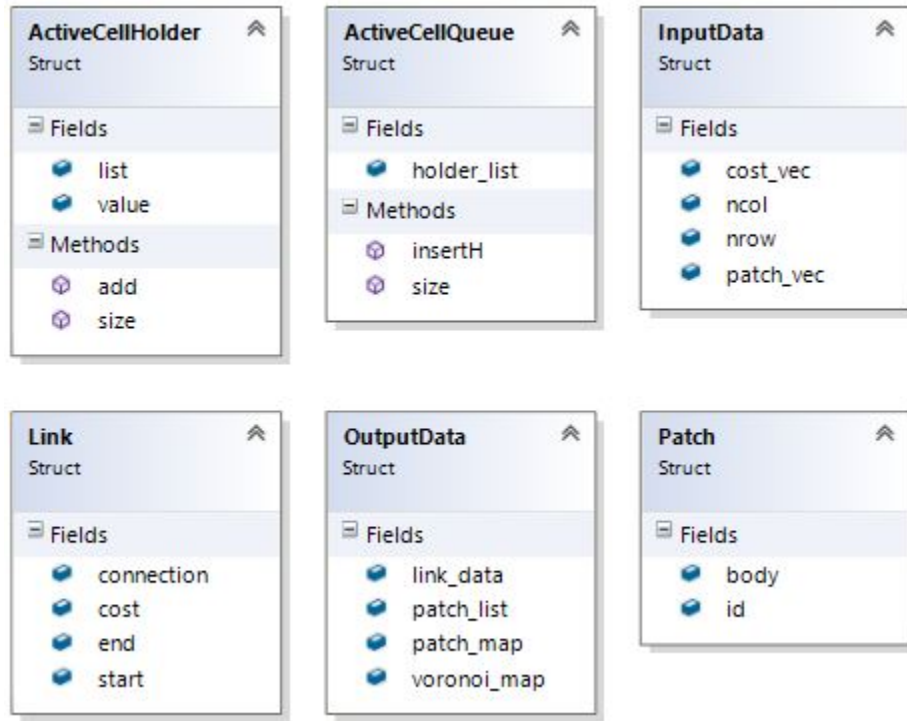 ActiveCellHolder
Struct
Fields
list
value
Methods
add
size
ActiveCellQueue
Struct
Fields
holder_list
Methods
insertH
size
InputData
Struct
Fields
cost_vec
ncol
nrow
patch_vec
Link
Struct
Fields
connection
cost
end
start
OutputData
Struct
Fields
link_data
patch_list
patch_map
voronoi_map
Patch
Struct
Fields
body
id